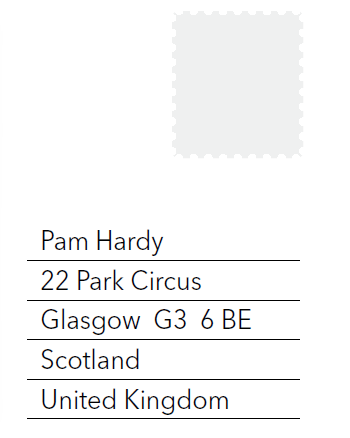 Pam Hardy
22 Park Circus
Glasgow  G3  6 BE
Scotland
United Kingdom